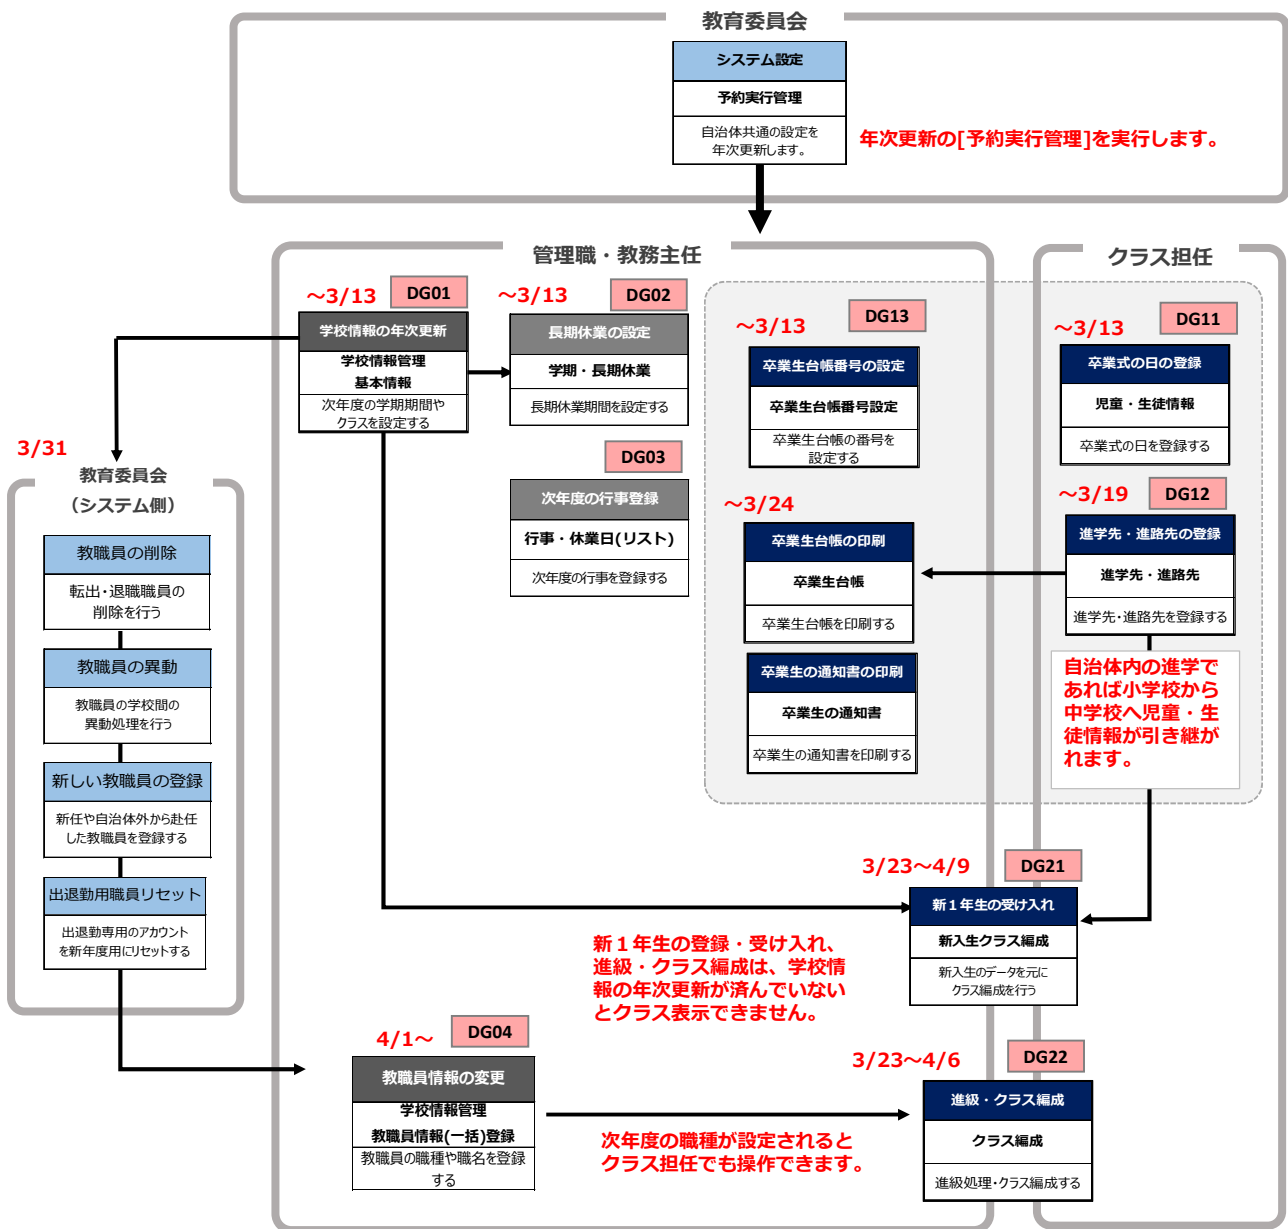 教育委員会
システム設定
予約実行管理
自治体共通の設定を
年次更新します。
年次更新の[予約実行管理]を実行します。
管理職・教務主任
クラス担任
～3/13
DG01
学校情報の年次更新
学校情報管理
基本情報
次年度の学期期間や
クラスを設定する
～3/13
DG02
長期休業の設定
学期・長期休業
長期休業期間を設定する
DG03
次年度の行事登録
行事・休業日(リスト)
次年度の行事を登録する
～3/13
DG13
卒業生台帳番号の設定
卒業生台帳番号設定
卒業生台帳の番号を
設定する
～3/13
DG11
卒業式の日の登録
児童・生徒情報
卒業式の日を登録する
～3/24
卒業生台帳の印刷
卒業生台帳
卒業生台帳を印刷する
卒業生の通知書の印刷
卒業生の通知書
卒業生の通知書を印刷する
～3/19
DG12
進学先・進路先の登録
進学先・進路先
進学先・進路先を登録する
自治体内の進学で
あれば小学校から
中学校へ児童・生
徒情報が引き継が
れます。
3/31
教育委員会
（システム側）
教職員の削除
転出・退職職員の
削除を行う
教職員の異動
教職員の学校間の
異動処理を行う
新しい教職員の登録
新任や自治体外から赴任
した教職員を登録する
出退勤用職員リセット
出退勤専用のアカウント
を新年度用にリセットする
3/23～4/9
DG21
新１年生の受け入れ
新入生クラス編成
新入生のデータを元に
クラス編成を行う
新１年生の登録・受け入れ、
進級・クラス編成は、学校情
報の年次更新が済んでいない
とクラス表示できません。
4/1～
DG04
教職員情報の変更
学校情報管理
教職員情報(一括)登録
教職員の職種や職名を登録
する
次年度の職種が設定されると
クラス担任でも操作できます。
3/23～4/6
DG22
進級・クラス編成
クラス編成
進級処理・クラス編成する